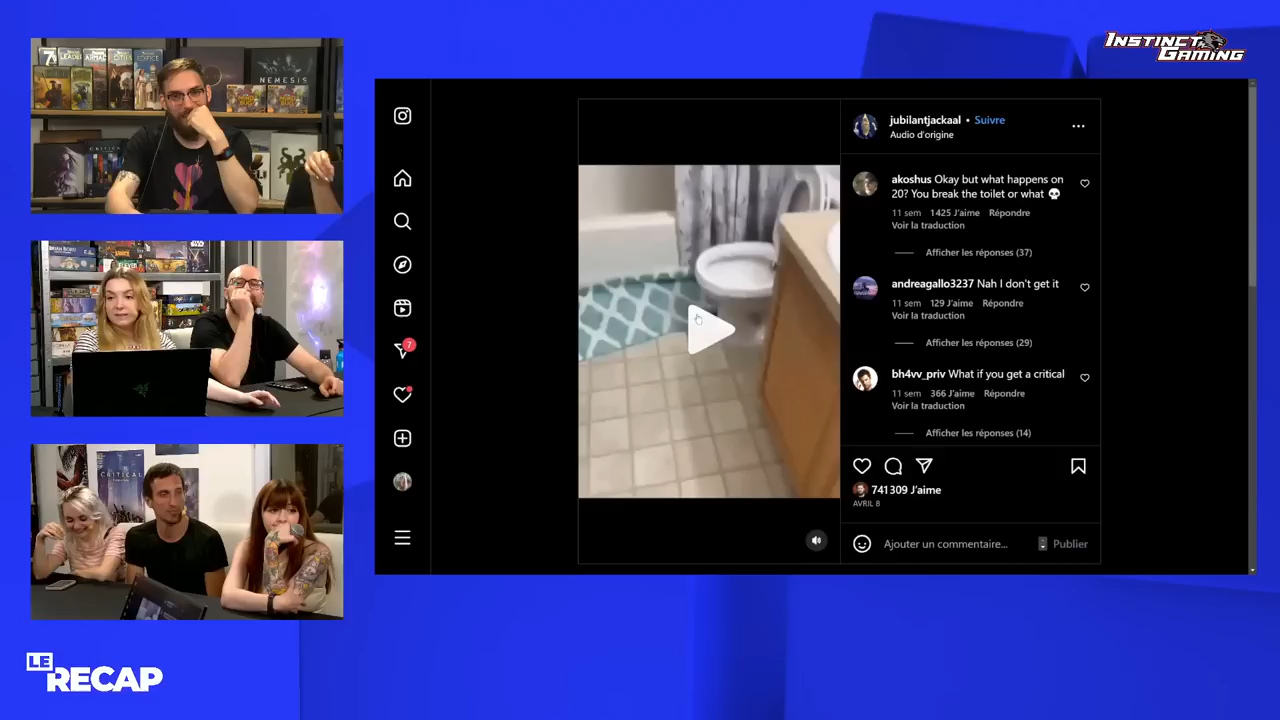 INSTINCT
GAMING
NEMESIS
CRITICAL
7
jubilantjackaal • Suivre
Audio d'origine
akoshus Okay but what happens on
20? You break the toilet or what 💀
11 sem 1425 J'aime Répondre
Voir la traduction
Afficher les réponses (37)
andreagallo3237 Nah I don't get it
11 sem 129 J'aime Répondre
Voir la traduction
Afficher les réponses (29)
bh4vv_priv What if you get a critical
11 sem 366 J'aime Répondre
Voir la traduction
Afficher les réponses (14)
741309 J'aime
AVRIL 8
Ajouter un commentaire... Publier
LE
RECAP